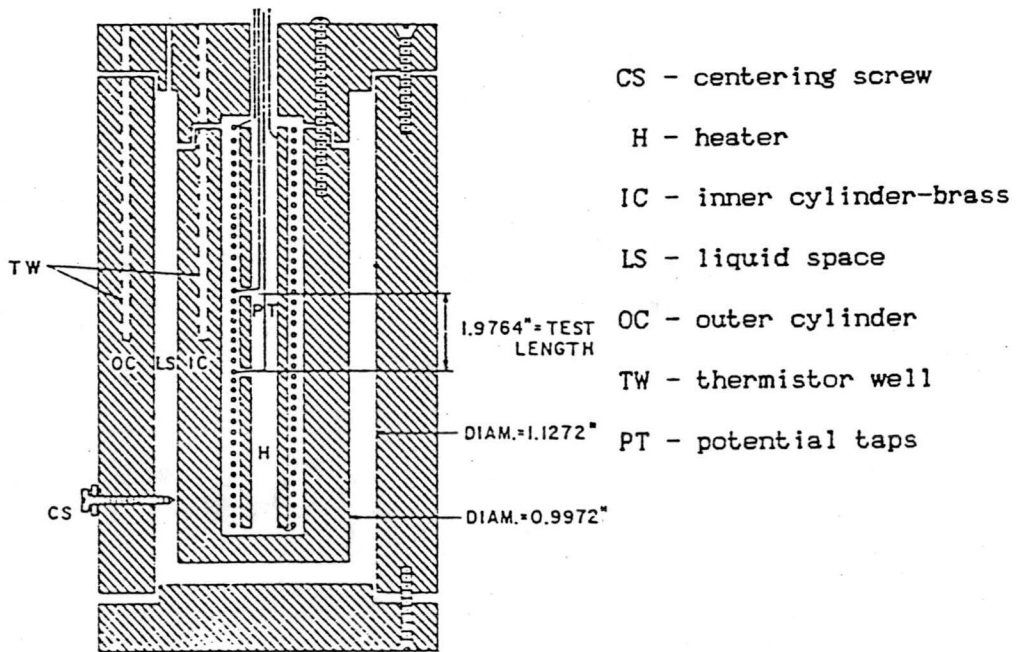 CS - centering screw
H - heater
IC - inner cylinder-brass
LS - liquid space
OC - outer cylinder
TW - thermistor well
PT - potential taps
TW
PT
1.9764" = TEST
LENGTH
OC LS IC
H
DIAM.=1.1272"
CS
DIAM.=0.9972"